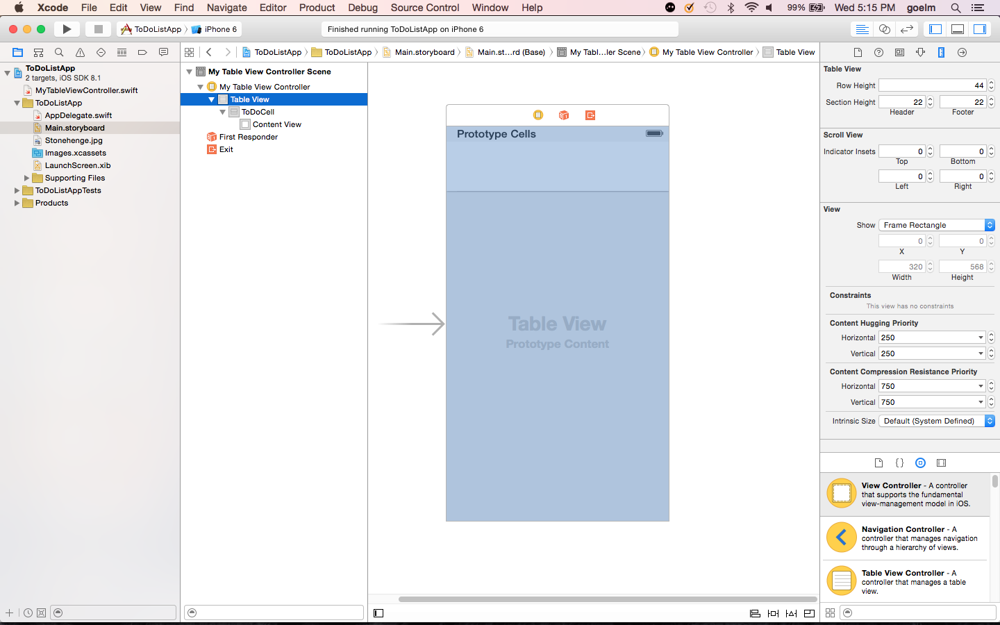 Xcode File Edit View Find Navigate Editor Product Debug Source Control Window Help 99% Wed 5:15 PM goelm
ToDoListApp iPhone 6 Finished running ToDoListApp on iPhone 6
ToDoListApp ToDoListApp Main.storyboard Main.st...rd (Base) My Tabl...ler Scene My Table View Controller Table View
ToDoListApp
2 targets, iOS SDK 8.1
MyTableViewController.swift
ToDoListApp
AppDelegate.swift
Main.storyboard
Stonehenge.jpg
Images.xcassets
LaunchScreen.xib
Supporting Files
ToDoListAppTests
Products
My Table View Controller Scene
My Table View Controller
Table View
ToDoCell
Content View
First Responder
Exit
Prototype Cells
Table View
Prototype Content
Table View
Row Height 44
Section Height 22 22
Header Footer
Scroll View
Indicator Insets 0 0
Top Bottom
0 0
Left Right
View
Show Frame Rectangle
0 0
X Y
320 568
Width Height
Constraints
This view has no constraints
Content Hugging Priority
Horizontal 250
Vertical 250
Content Compression Resistance Priority
Horizontal 750
Vertical 750
Intrinsic Size Default (System Defined)
View Controller - A controller
that supports the fundamental
view-management model in iOS.
Navigation Controller - A
controller that manages navigation
through a hierarchy of views.
Table View Controller - A
controller that manages a table
view.